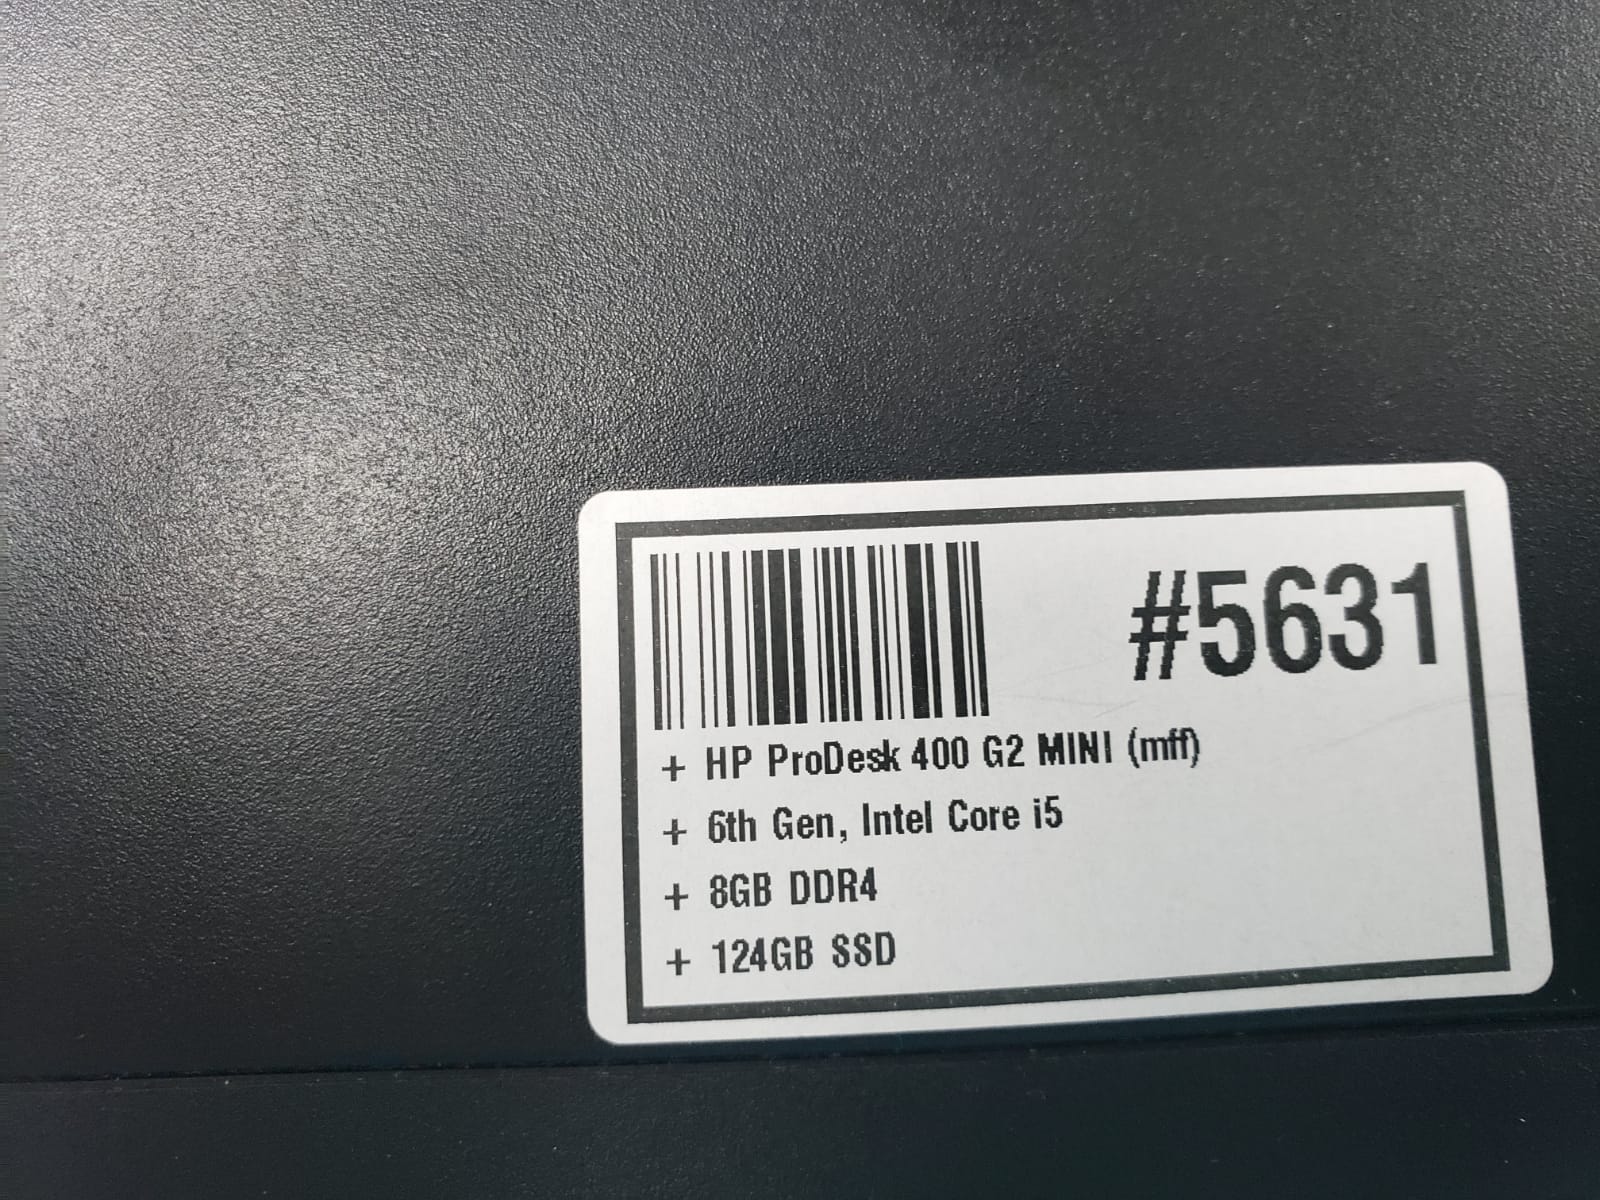 #5631
+ HP ProDesk 400 G2 MINI (mff)
+ 6th Gen, Intel Core i5
+ 8GB DDR4
+ 124GB SSD